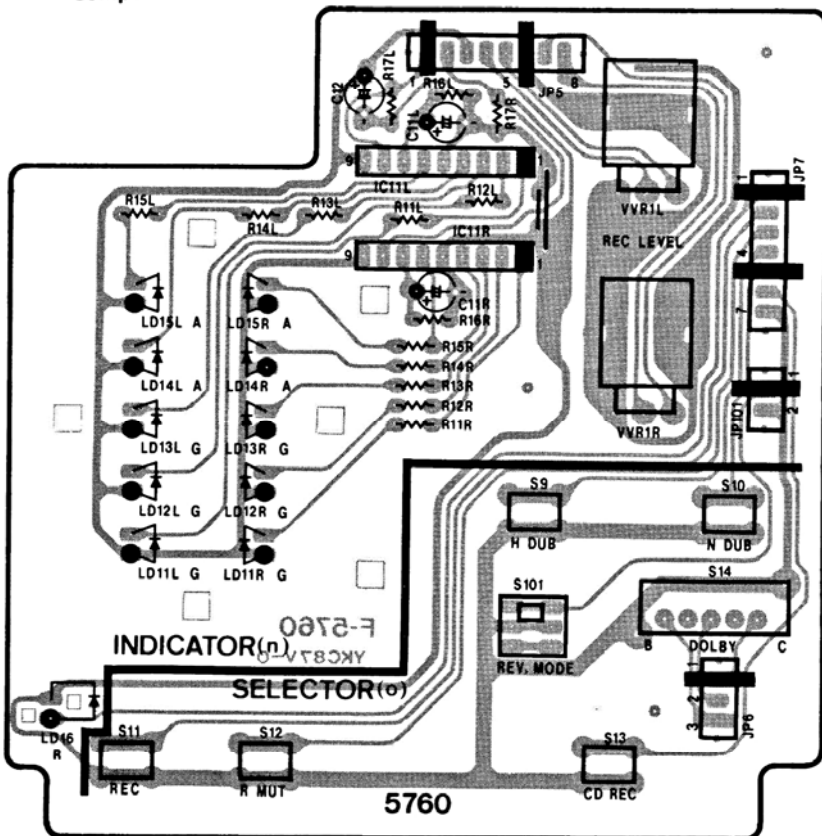 R17L
C12
R16L
1
5
8
JP5
C11L
R17R
9
IC11L
1
R15L
R14L
R13L
R11L
R12L
IC11R
9
1
VVR1L
REC LEVEL
JP7
1
4
7
C11R
R16R
LD15L A
LD15R A
R15R
R14R
R13R
R12R
R11R
LD14L A
LD14R A
LD13L G
LD13R G
LD12L G
LD12R G
LD11L G
LD11R G
VVR1R
JP101
1
2
S9
S10
H DUB
N DUB
S101
S14
F-5760
YKC87V-0
INDICATOR(n)
REV. MODE
B
DOLBY
C
SELECTOR(o)
1
2
3
JP6
LD16
R
S11
S12
S13
REC
R MUT
CD REC
5760